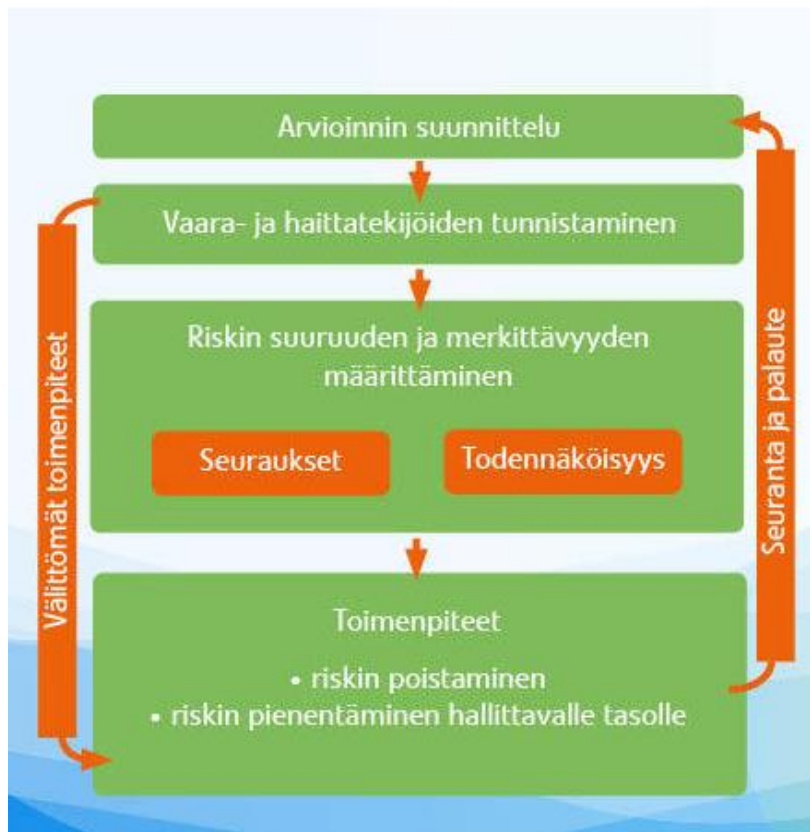 Arvioinnin suunnittelu
Vaara- ja haittatekijöiden tunnistaminen
Riskin suuruuden ja merkittävyyden
määrittäminen
Seuraukset
Todennäköisyys
Toimenpiteet
• riskin poistaminen
• riskin pienentäminen hallittavalle tasolle
Välittömät toimenpiteet
Seuranta ja palaute